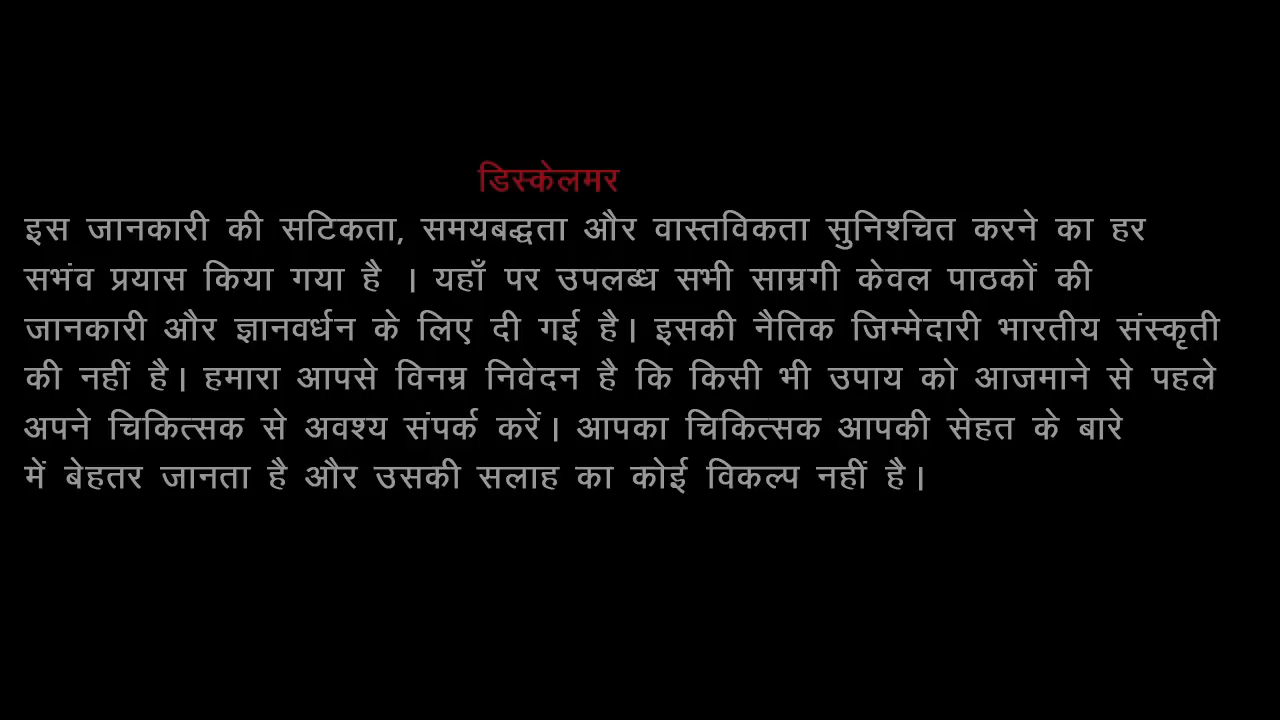 डिस्केलमर
इस जानकारी की सटिकता, समयबद्धता और वास्तविकता सुनिश्चित करने का हर
सभंव प्रयास किया गया है । यहाँ पर उपलब्ध सभी साम्रगी केवल पाठकों की
जानकारी और ज्ञानवर्धन के लिए दी गई है। इसकी नैतिक जिम्मेदारी भारतीय संस्कृती
की नहीं है। हमारा आपसे विनम्र निवेदन है कि किसी भी उपाय को आजमाने से पहले
अपने चिकित्सक से अवश्य संपर्क करें। आपका चिकित्सक आपकी सेहत के बारे
में बेहतर जानता है और उसकी सलाह का कोई विकल्प नहीं है।